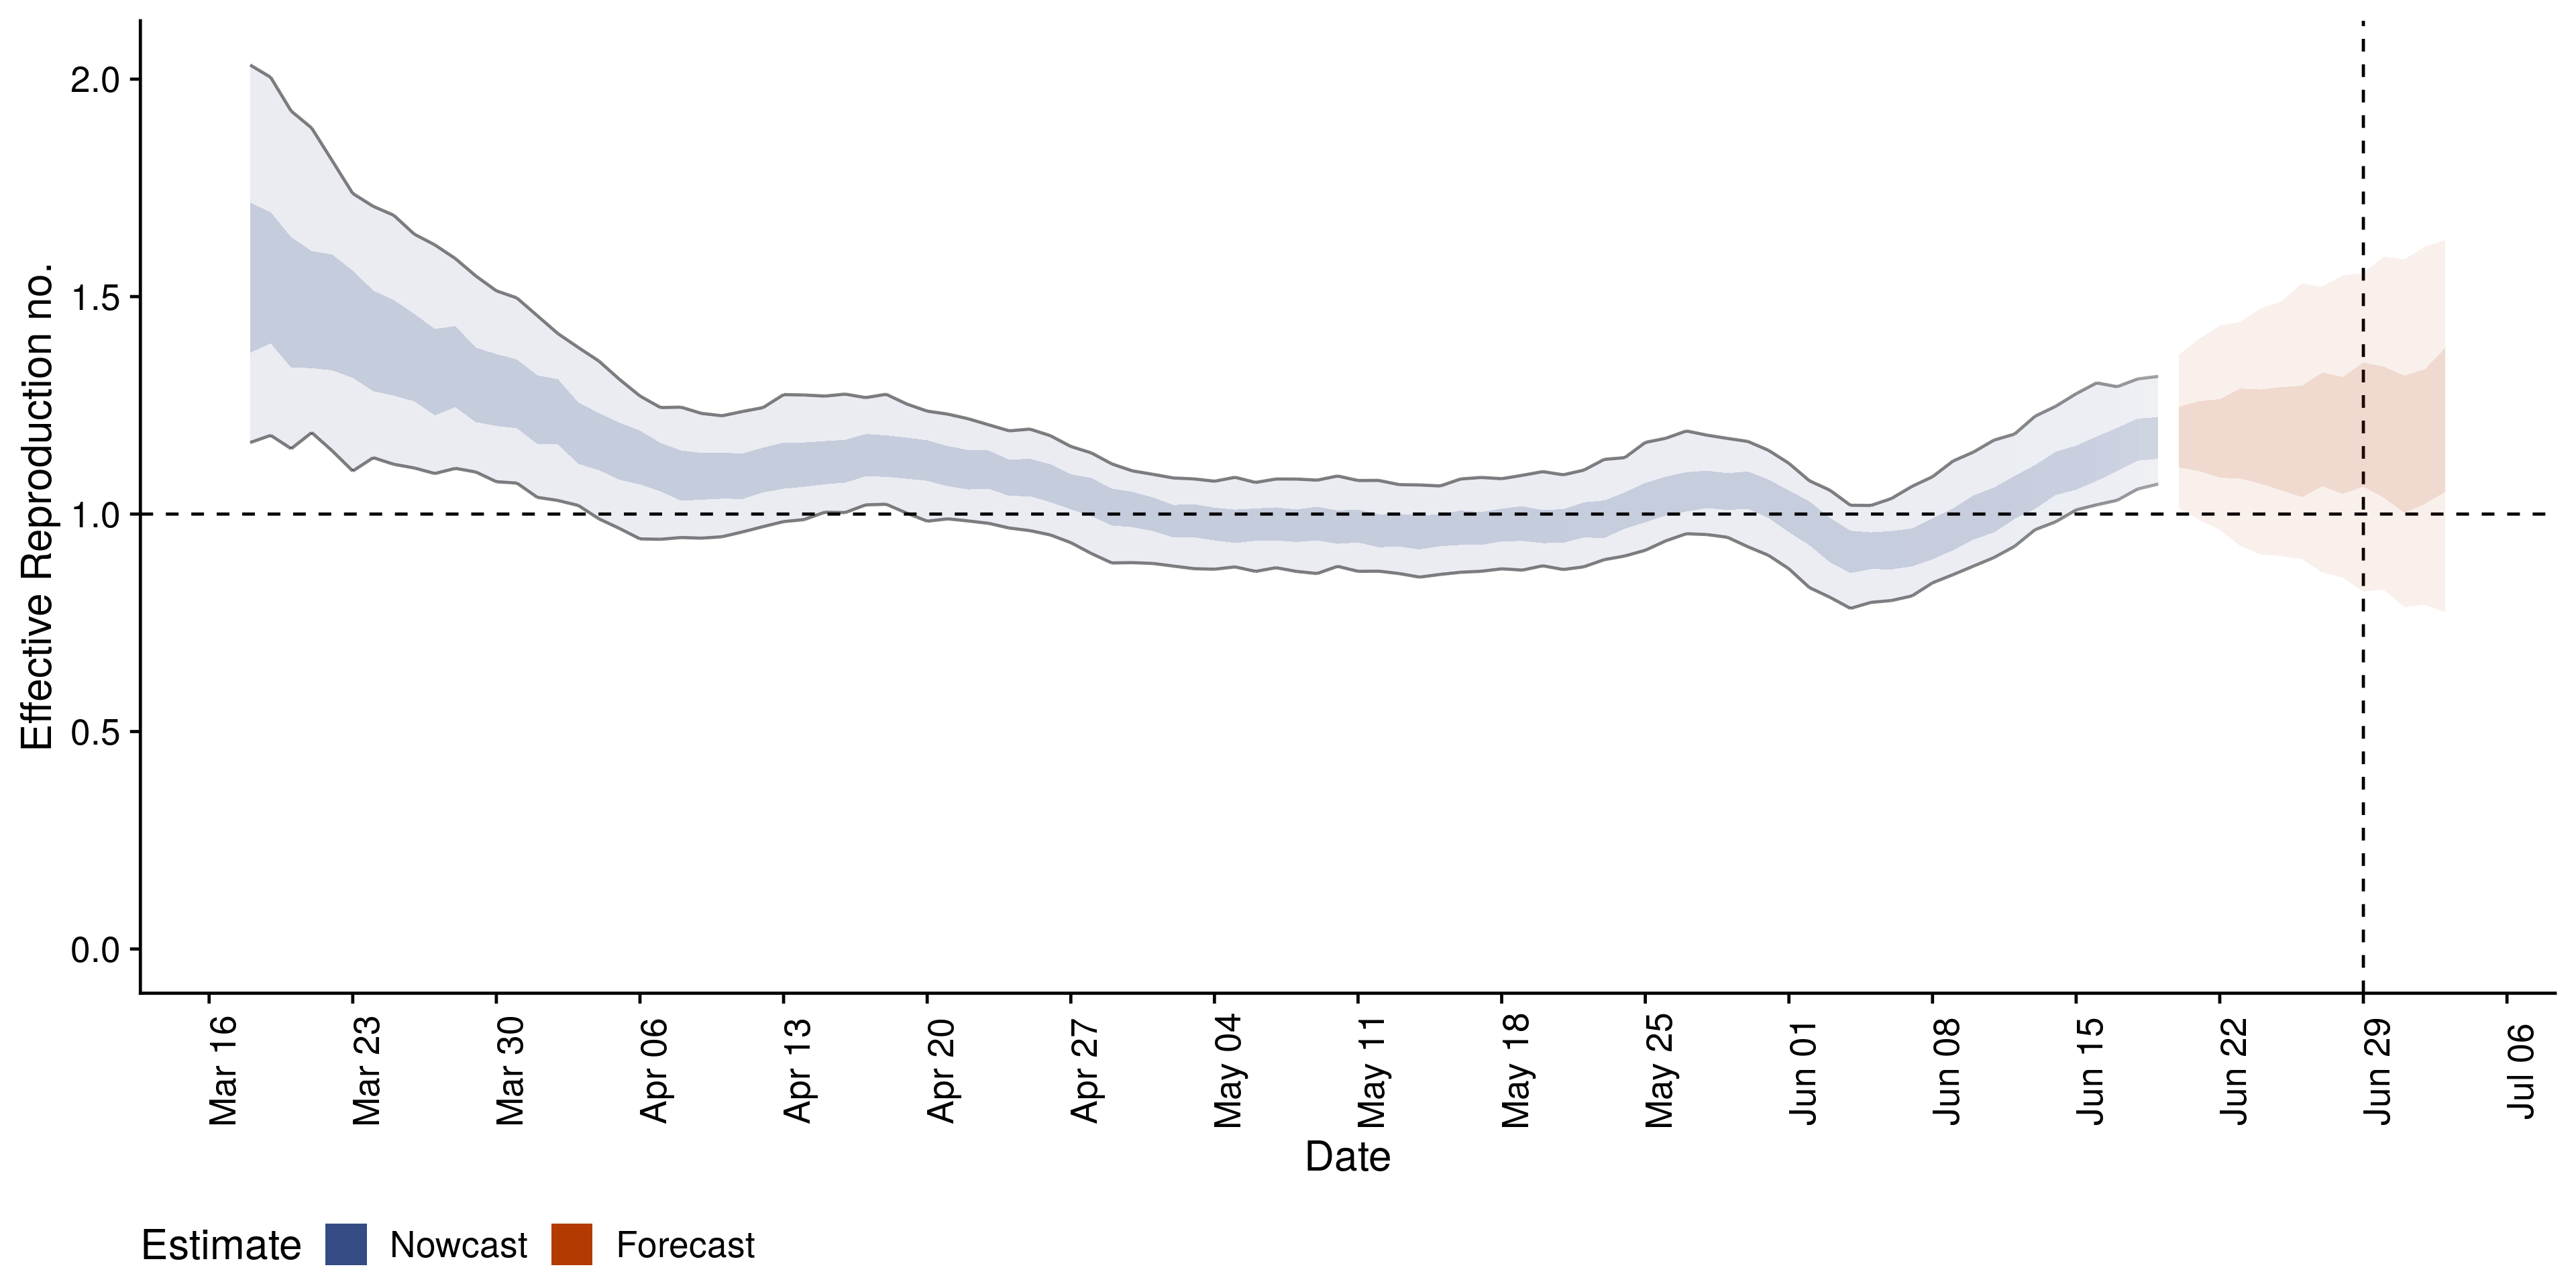 Effective Reproduction no.
2.0
1.5
1.0
0.5
0.0
Mar 16
Mar 23
Mar 30
Apr 06
Apr 13
Apr 20
Apr 27
May 04
May 11
May 18
May 25
Jun 01
Jun 08
Jun 15
Jun 22
Jun 29
Jul 06
Date
Estimate Nowcast Forecast